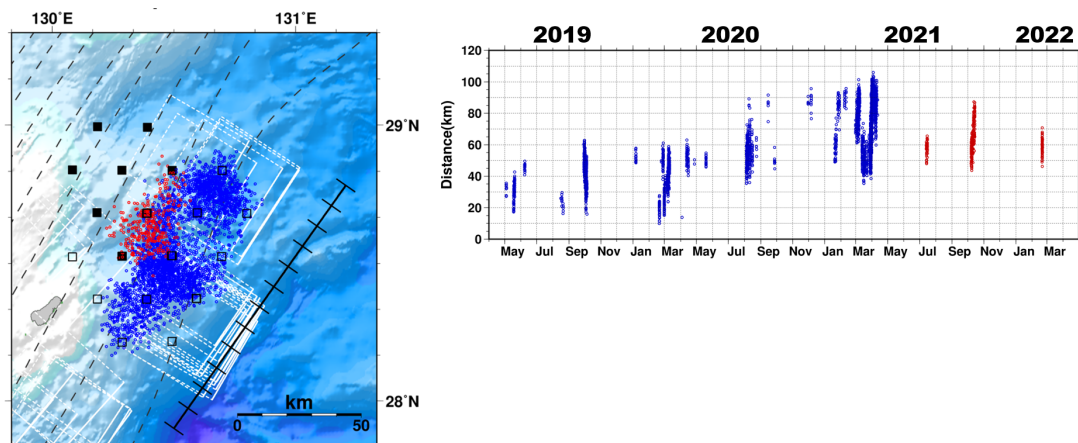 130°E 131°E
29°N
28°N
km
0 50
2019 2020 2021 2022
Distance(km)
120
100
80
60
40
20
0
May Jul Sep Nov Jan Mar May Jul Sep Nov Jan Mar May Jul Sep Nov Jan Mar